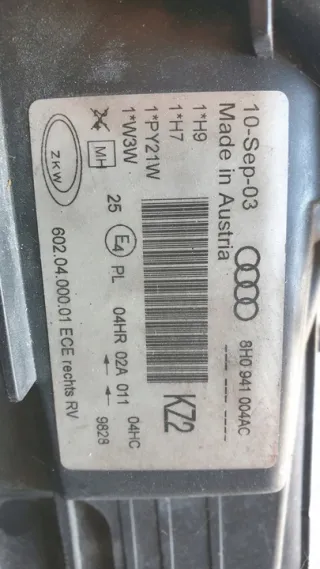 10-Sep-03
Made in Austria
8H0 941 004AC
1*H9
1*H7
1*PY21W
1*W3W
KZ2
MH
25
E4
PL
04HR 02A 011
04HC
9828
ZKW
602.04.000.01 ECE rechts RV